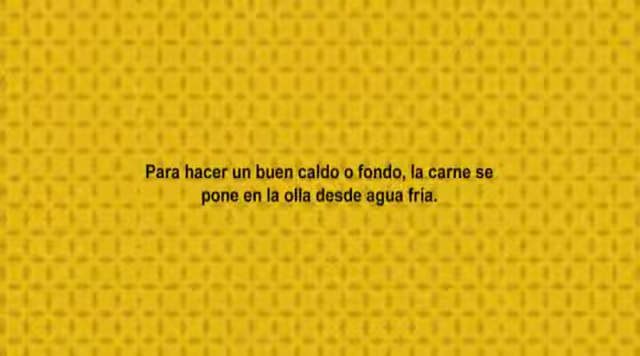 Para hacer un buen caldo o fondo, la carne se
pone en la olla desde agua fría.